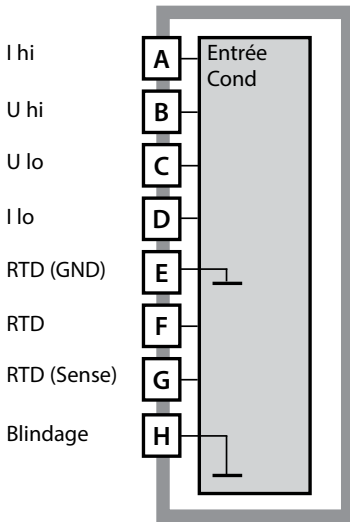 I hi
A
Entrée
Cond
U hi
B
U lo
C
I lo
D
RTD (GND)
E
RTD
F
RTD (Sense)
G
Blindage
H